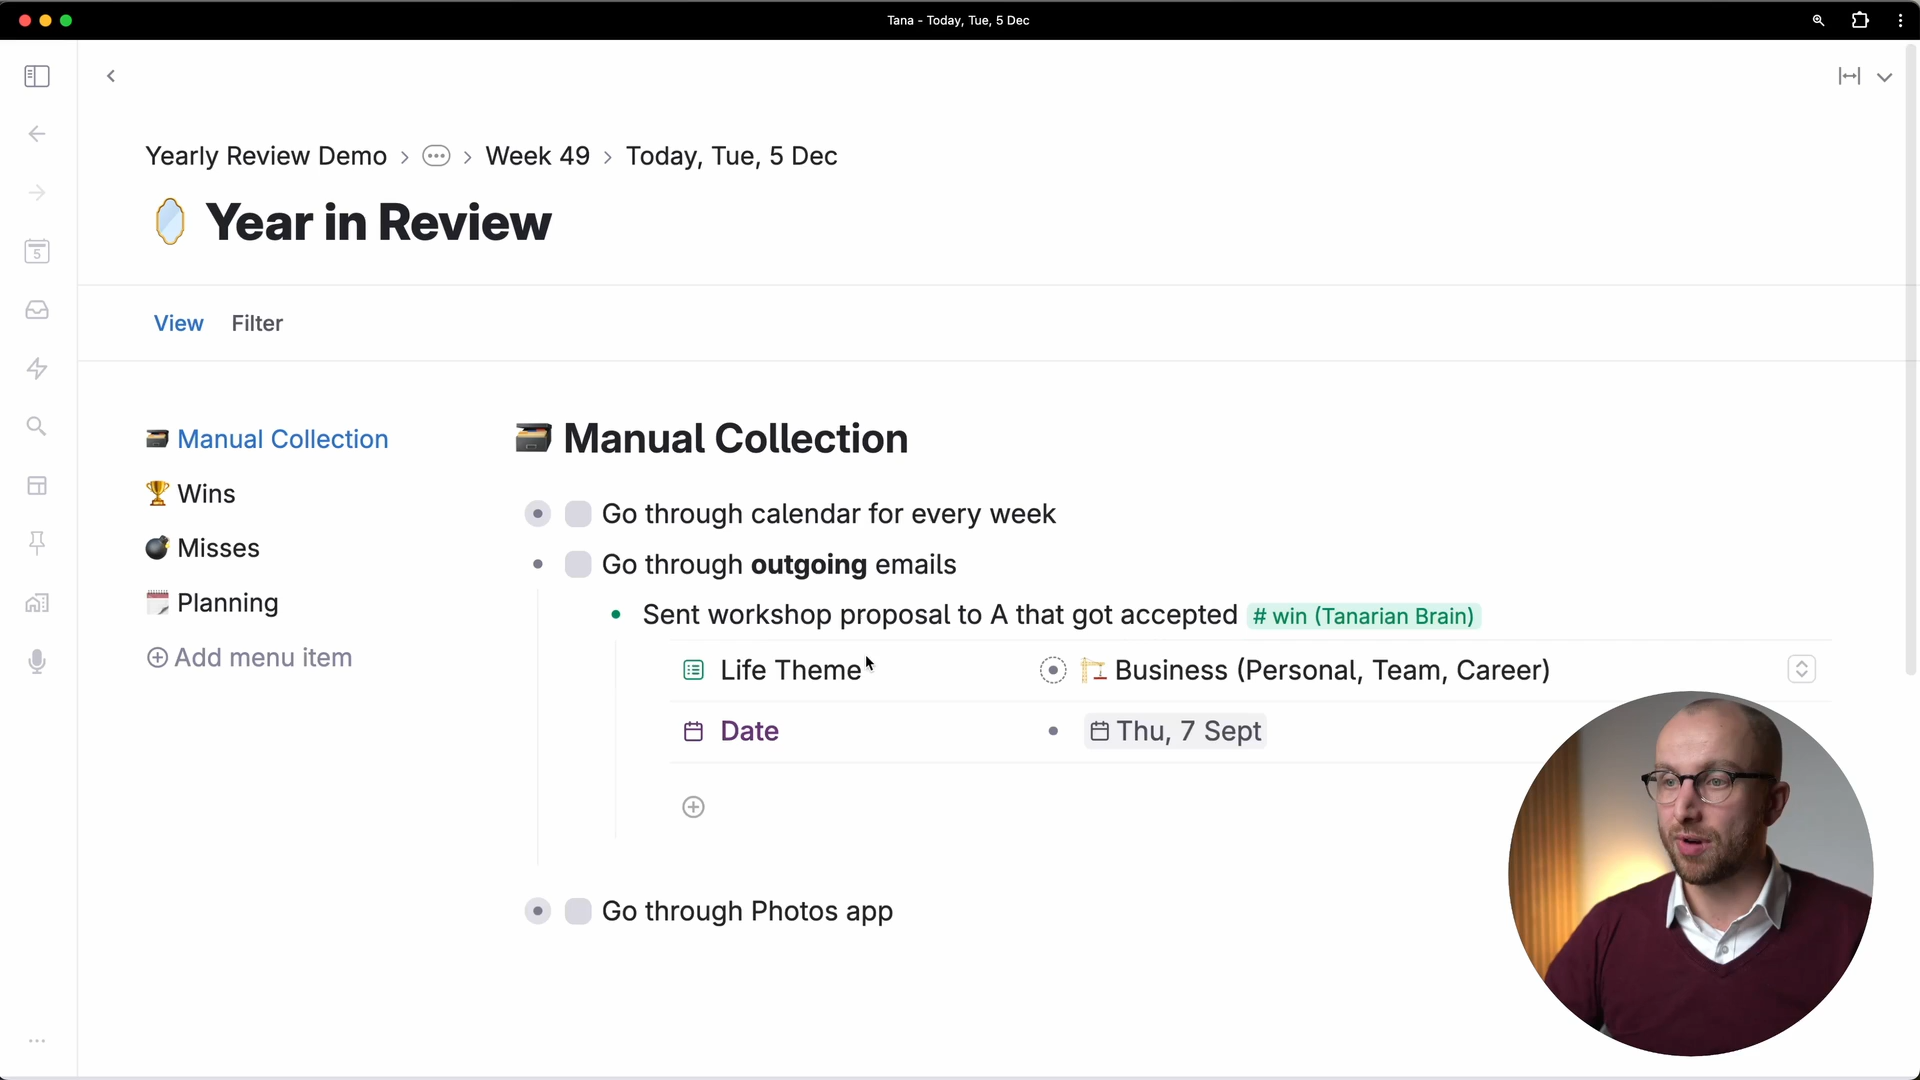 Tana - Today, Tue, 5 Dec
Yearly Review Demo > ... > Week 49 > Today, Tue, 5 Dec
Year in Review
5
View Filter
Manual Collection
Wins
Misses
Planning
Add menu item
Manual Collection
Go through calendar for every week
Go through outgoing emails
Sent workshop proposal to A that got accepted # win (Tanarian Brain)
Life Theme Business (Personal, Team, Career)
Date Thu, 7 Sept
Go through Photos app